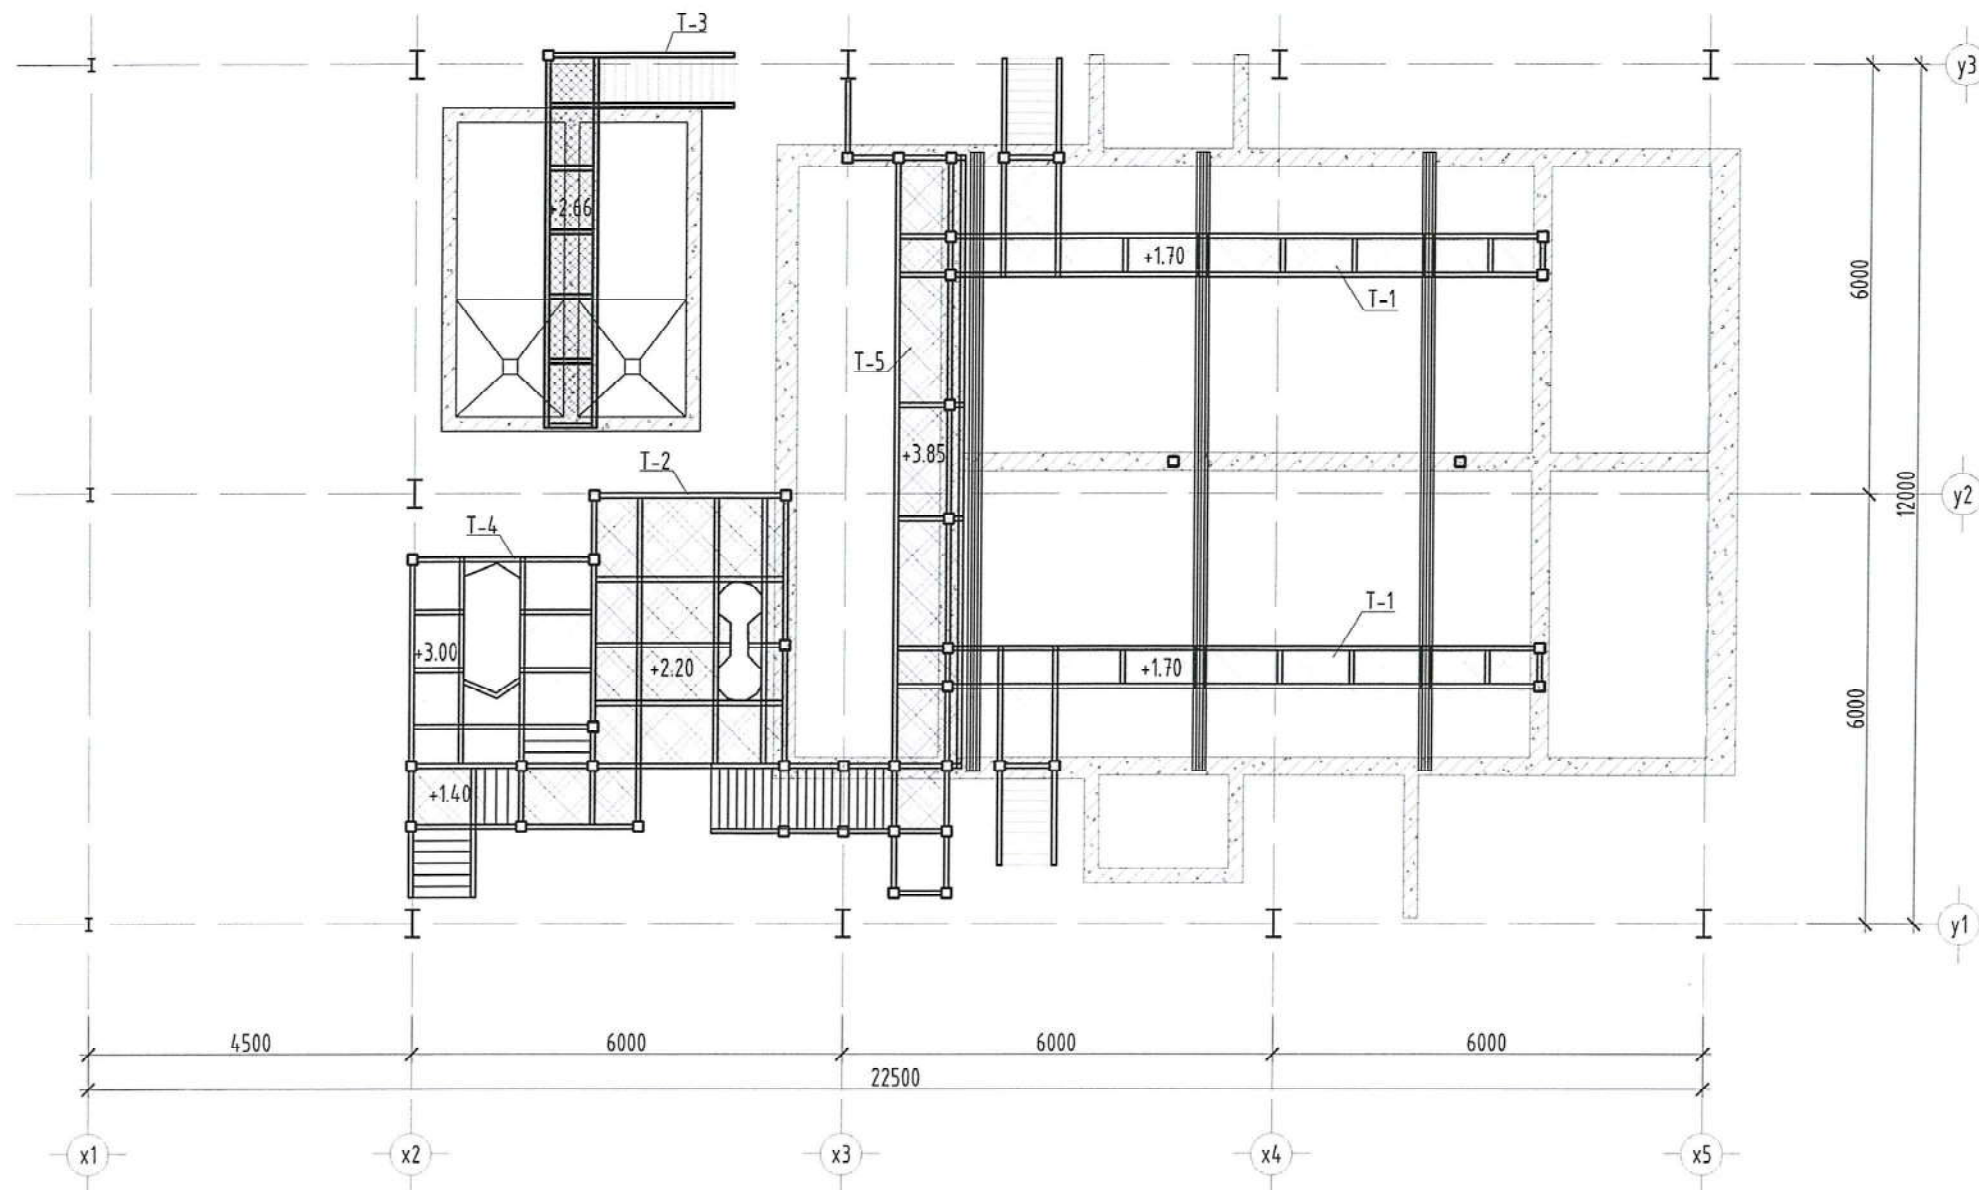 T-3
y3
+2.66
+1.70
T-1
6000
T-5
+3.85
T-2
y2
12000
T-4
T-1
+3.00
+2.20
+1.70
6000
+1.40
y1
4500
6000
6000
6000
22500
x1
x2
x3
x4
x5